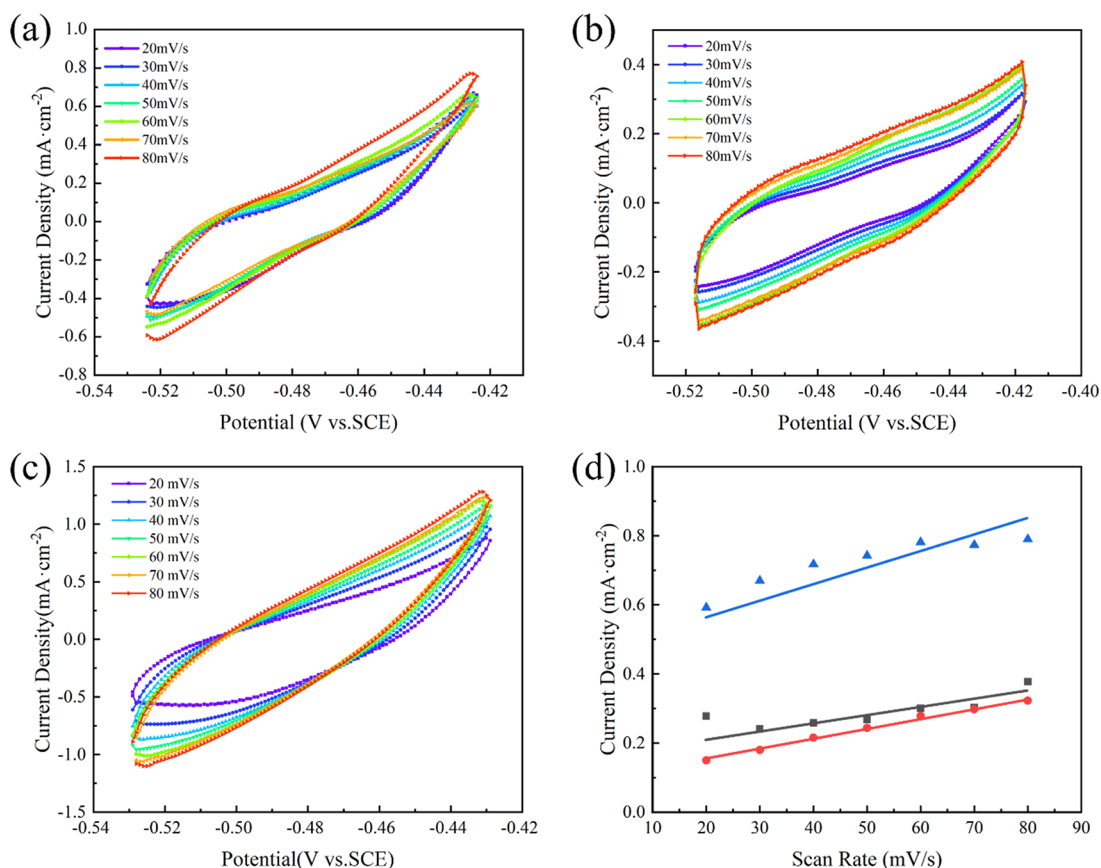 (a)
1.0
0.8
0.6
0.4
0.2
0.0
-0.2
-0.4
-0.6
-0.8
Current Density (mA·cm⁻²)
20mV/s
30mV/s
40mV/s
50mV/s
60mV/s
70mV/s
80mV/s
-0.54 -0.52 -0.50 -0.48 -0.46 -0.44 -0.42
Potential (V vs.SCE)
(b)
0.4
0.2
0.0
-0.2
-0.4
Current Density (mA·cm⁻²)
20mV/s
30mV/s
40mV/s
50mV/s
60mV/s
70mV/s
80mV/s
-0.52 -0.50 -0.48 -0.46 -0.44 -0.42 -0.40
Potential (V vs.SCE)
(c)
1.5
1.0
0.5
0.0
-0.5
-1.0
-1.5
Current Density(mA·cm⁻²)
20 mV/s
30 mV/s
40 mV/s
50 mV/s
60 mV/s
70 mV/s
80 mV/s
-0.54 -0.52 -0.50 -0.48 -0.46 -0.44 -0.42
Potential(V vs.SCE)
(d)
1.0
0.8
0.6
0.4
0.2
0.0
Current Density (mA·cm⁻²)
10 20 30 40 50 60 70 80 90
Scan Rate (mV/s)